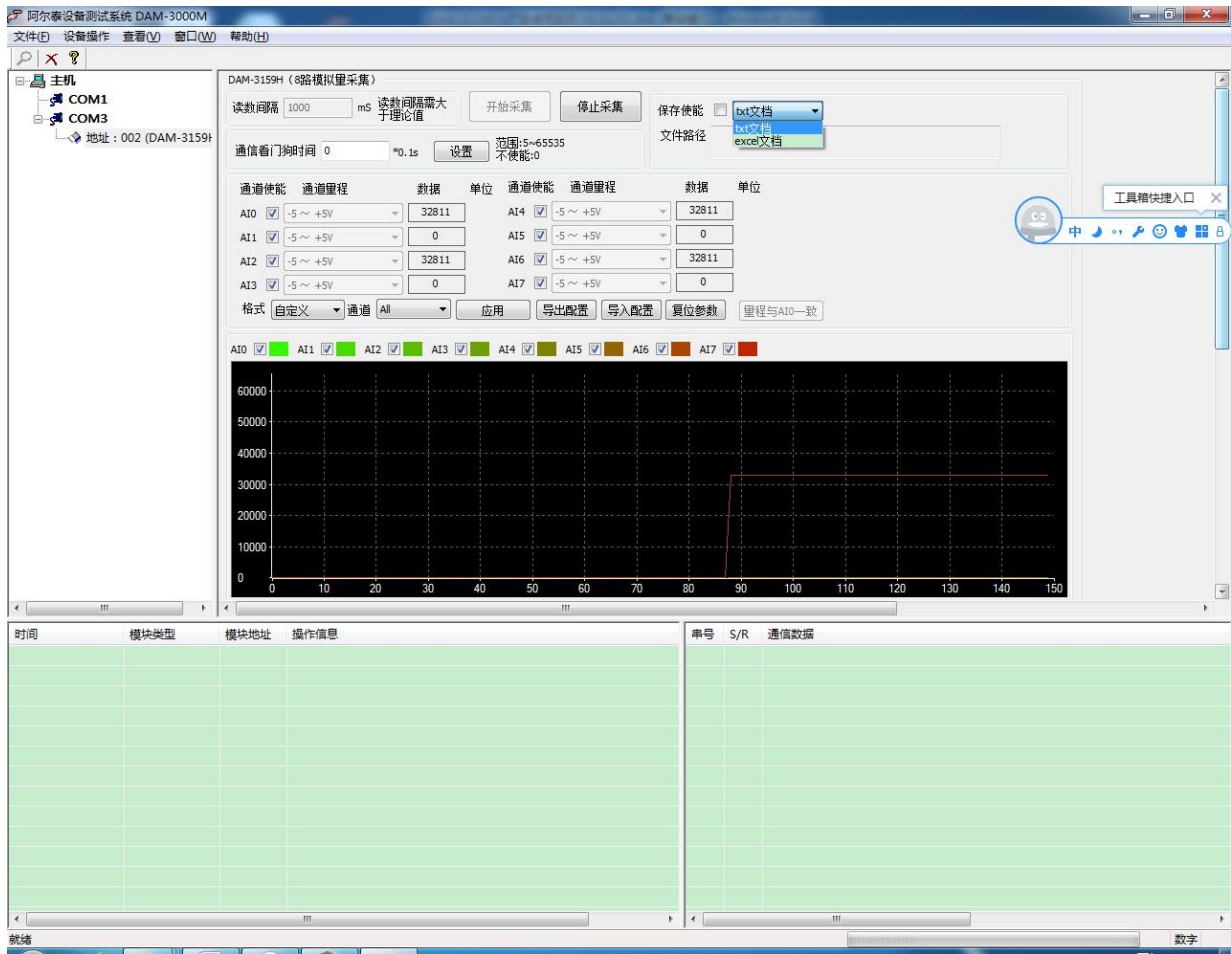 阿尔泰设备测试系统 DAM-3000M
文件(F) 设备操作 查看(V) 窗口(W) 帮助(H)
主机
COM1
COM3
地址：002 (DAM-3159H
DAM-3159H（8路模拟量采集）
读数间隔 1000 mS 读数间隔需大于理论值 开始采集 停止采集
保存使能 txt文档
txt文档
excel文档
文件路径
通信看门狗时间 0 *0.1s 设置 范围:5~65535
不使能:0
通道使能 通道里程 数据 单位 通道使能 通道里程 数据 单位
AI0 -5～ +5V 32811 AI4 -5～ +5V 32811
AI1 -5～ +5V 0 AI5 -5～ +5V 0
AI2 -5～ +5V 32811 AI6 -5～ +5V 32811
AI3 -5～ +5V 0 AI7 -5～ +5V 0
格式 自定义 通道 All 应用 导出配置 导入配置 复位参数 里程与AI0一致
工具箱快捷入口
中
AI0 AI1 AI2 AI3 AI4 AI5 AI6 AI7
60000
50000
40000
30000
20000
10000
0
0 10 20 30 40 50 60 70 80 90 100 110 120 130 140 150
时间 模块类型 模块地址 操作信息
串号 S/R 通信数据
就绪 数字